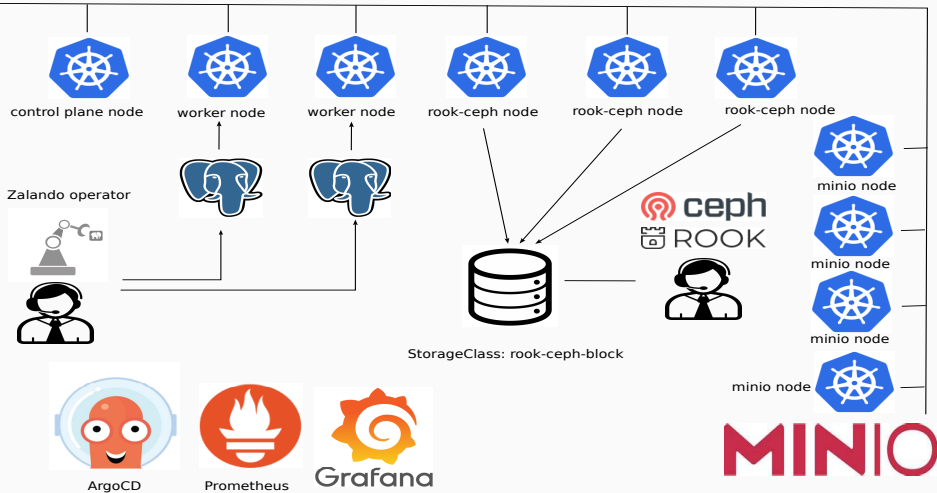 control plane node
worker node
worker node
rook-ceph node
rook-ceph node
rook-ceph node
minio node
minio node
minio node
minio node
Zalando operator
ceph
ROOK
StorageClass: rook-ceph-block
ArgoCD
Prometheus
Grafana
MINIO